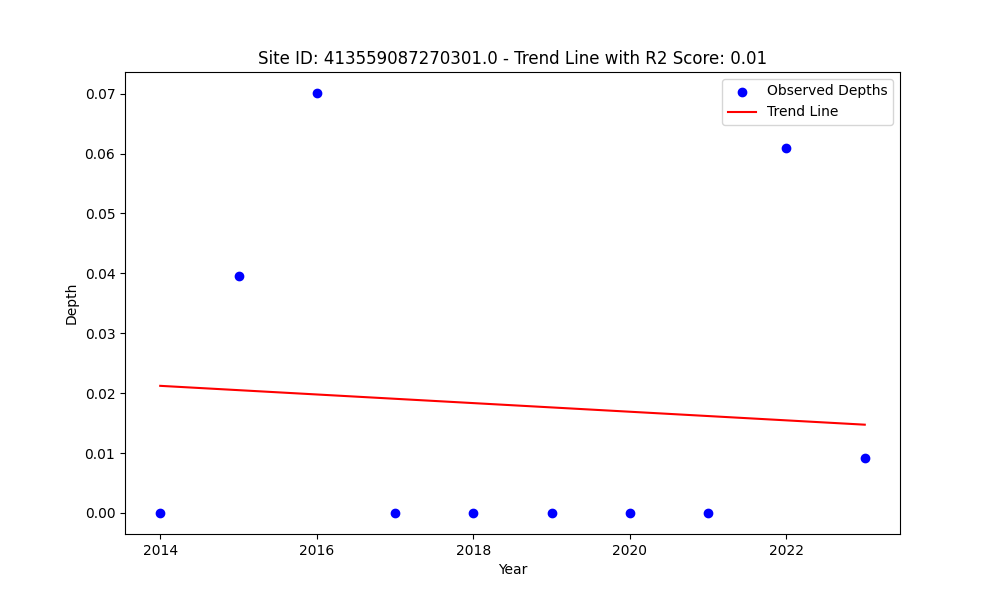 Site ID: 413559087270301.0 - Trend Line with R2 Score: 0.01
Observed Depths
Trend Line
0.07
0.06
0.05
0.04
0.03
0.02
0.01
0.00
Depth
2014
2016
2018
2020
2022
Year